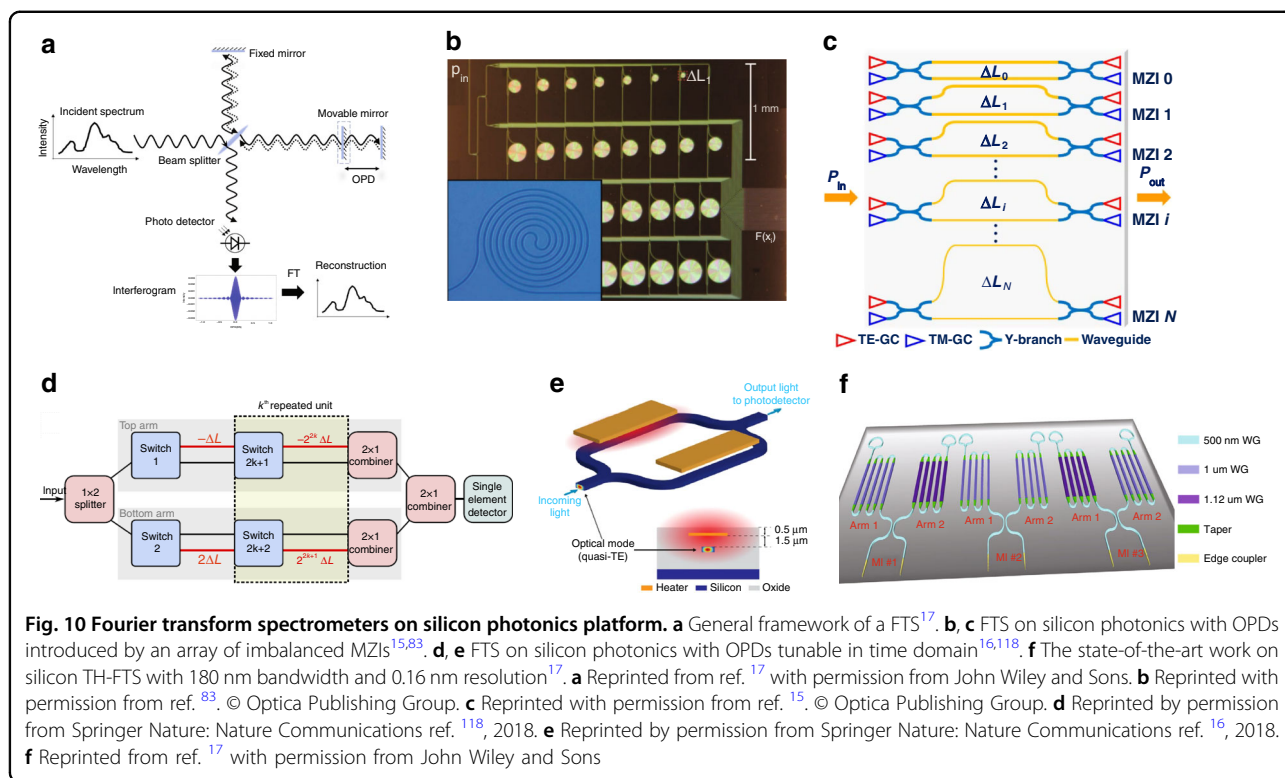 a
Fixed mirror
Incident spectrum
Movable mirror
Intensity
Wavelength
Beam splitter
OPD
Photo detector
FT
Reconstruction
Interferogram
b
Pin
ΔL1
1 mm
F(xi)
c
ΔL0
MZI 0
ΔL1
MZI 1
ΔL2
MZI 2
Pin
Pout
ΔLi
MZI i
ΔLN
MZI N
TE-GC TM-GC Y-branch Waveguide
d
kth repeated unit
Top arm
Switch 1
−ΔL
Switch 2k+1
−2^2k ΔL
2×1 combiner
Input
1×2 splitter
2×1 combiner
Single element detector
Bottom arm
Switch 2
2ΔL
Switch 2k+2
2^2k+1 ΔL
2×1 combiner
e
Output light to photodetector
Incoming light
Optical mode (quasi-TE)
0.5 μm
1.5 μm
Heater Silicon Oxide
f
500 nm WG
1 um WG
1.12 um WG
Taper
Edge coupler
Arm 1 Arm 2 Arm 1 Arm 2 Arm 1 Arm 2
MI #1 MI #2 MI #3
Fig. 10 Fourier transform spectrometers on silicon photonics platform. a General framework of a FTS17. b, c FTS on silicon photonics with OPDs
introduced by an array of imbalanced MZIs15,83. d, e FTS on silicon photonics with OPDs tunable in time domain16,118. f The state-of-the-art work on
silicon TH-FTS with 180 nm bandwidth and 0.16 nm resolution17. a Reprinted from ref. 17 with permission from John Wiley and Sons. b Reprinted with
permission from ref. 83. © Optica Publishing Group. c Reprinted with permission from ref. 15. © Optica Publishing Group. d Reprinted by permission
from Springer Nature: Nature Communications ref. 118, 2018. e Reprinted by permission from Springer Nature: Nature Communications ref. 16, 2018.
f Reprinted from ref. 17 with permission from John Wiley and Sons